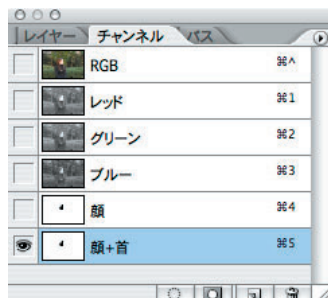 レイヤー チャンネル パス
RGB ⌘^
レッド ⌘1
グリーン ⌘2
ブルー ⌘3
顔 ⌘4
顔+首 ⌘5